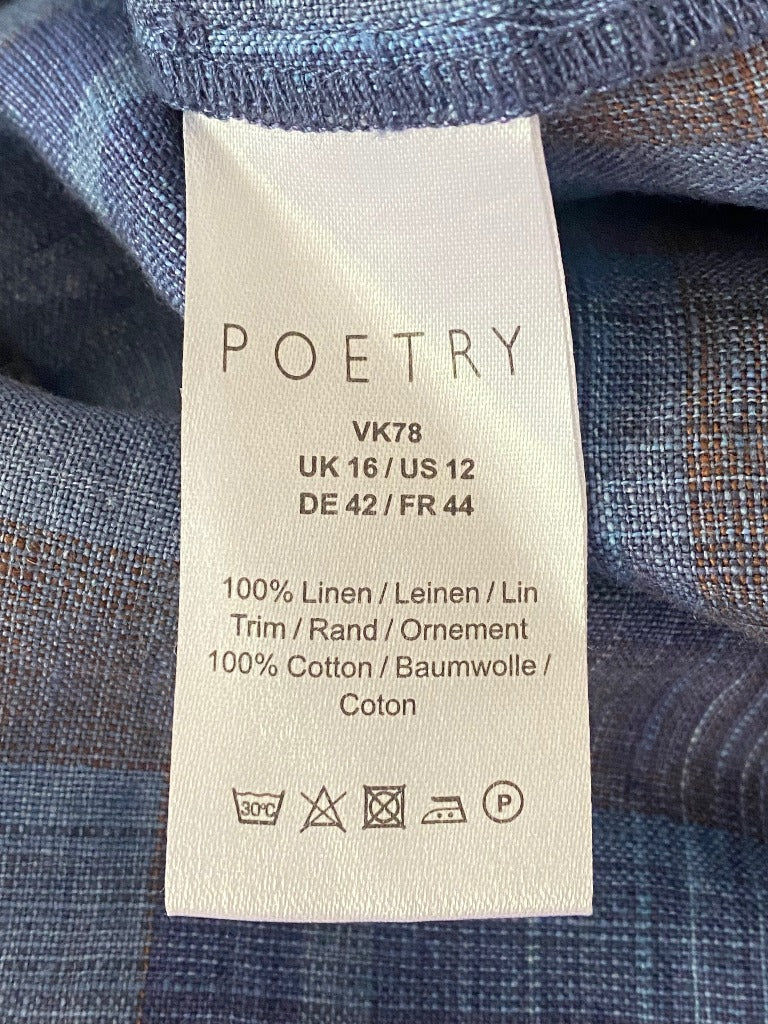 POETRY
VK78
UK 16 / US 12
DE 42 / FR 44
100% Linen / Leinen / Lin
Trim / Rand / Ornement
100% Cotton / Baumwolle /
Coton
30°C P